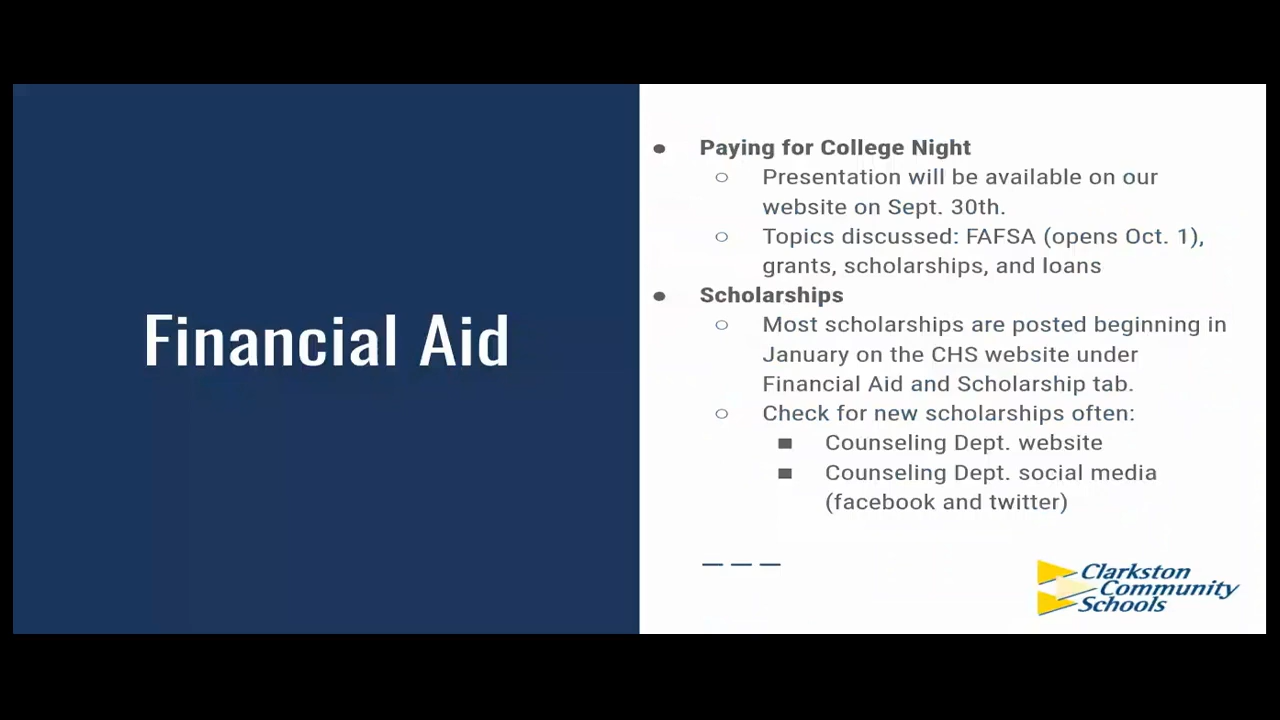 Financial Aid
● Paying for College Night
○ Presentation will be available on our
website on Sept. 30th.
○ Topics discussed: FAFSA (opens Oct. 1),
grants, scholarships, and loans
● Scholarships
○ Most scholarships are posted beginning in
January on the CHS website under
Financial Aid and Scholarship tab.
○ Check for new scholarships often:
■ Counseling Dept. website
■ Counseling Dept. social media
(facebook and twitter)
Clarkston
Community
Schools